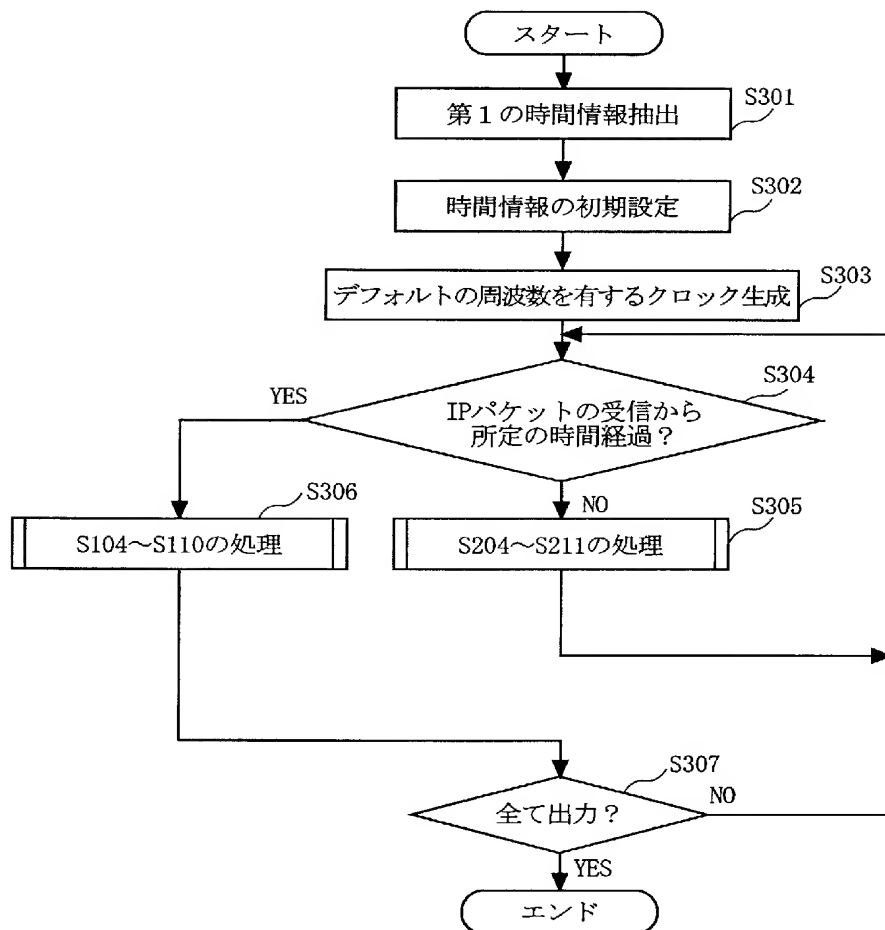 スタート
第１の時間情報抽出
S301
時間情報の初期設定
S302
デフォルトの周波数を有するクロック生成
S303
S304
YES
IPパケットの受信から
所定の時間経過？
NO
S306
S104～S110の処理
S305
S204～S211の処理
S307
全て出力？
NO
YES
エンド